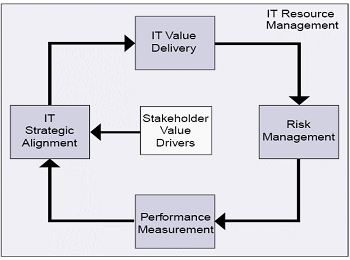 IT Resource
Management
IT Value
Delivery
IT
Strategic
Alignment
Stakeholder
Value
Drivers
Risk
Management
Performance
Measurement